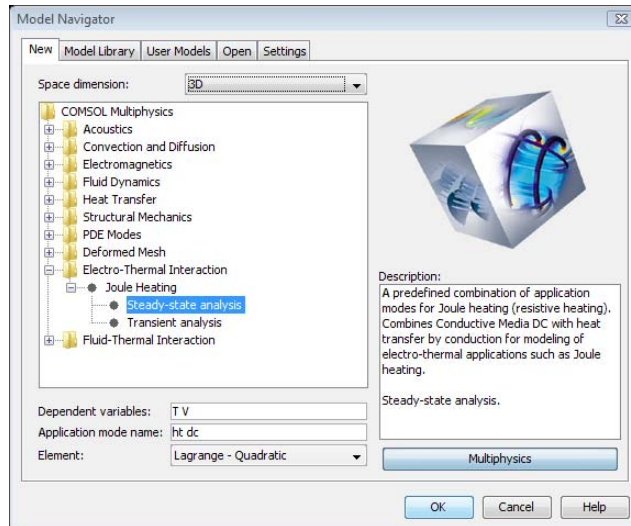 Model Navigator
New
Model Library
User Models
Open
Settings
Space dimension:
3D
COMSOL Multiphysics
Acoustics
Convection and Diffusion
Electromagnetics
Fluid Dynamics
Heat Transfer
Structural Mechanics
PDE Modes
Deformed Mesh
Electro-Thermal Interaction
Joule Heating
Steady-state analysis
Transient analysis
Fluid-Thermal Interaction
Dependent variables:
T V
Application mode name:
ht dc
Element:
Lagrange - Quadratic
Description:
A predefined combination of application
modes for Joule heating (resistive heating).
Combines Conductive Media DC with heat
transfer by conduction for modeling of
electro-thermal applications such as Joule
heating.
Steady-state analysis.
Multiphysics
OK
Cancel
Help